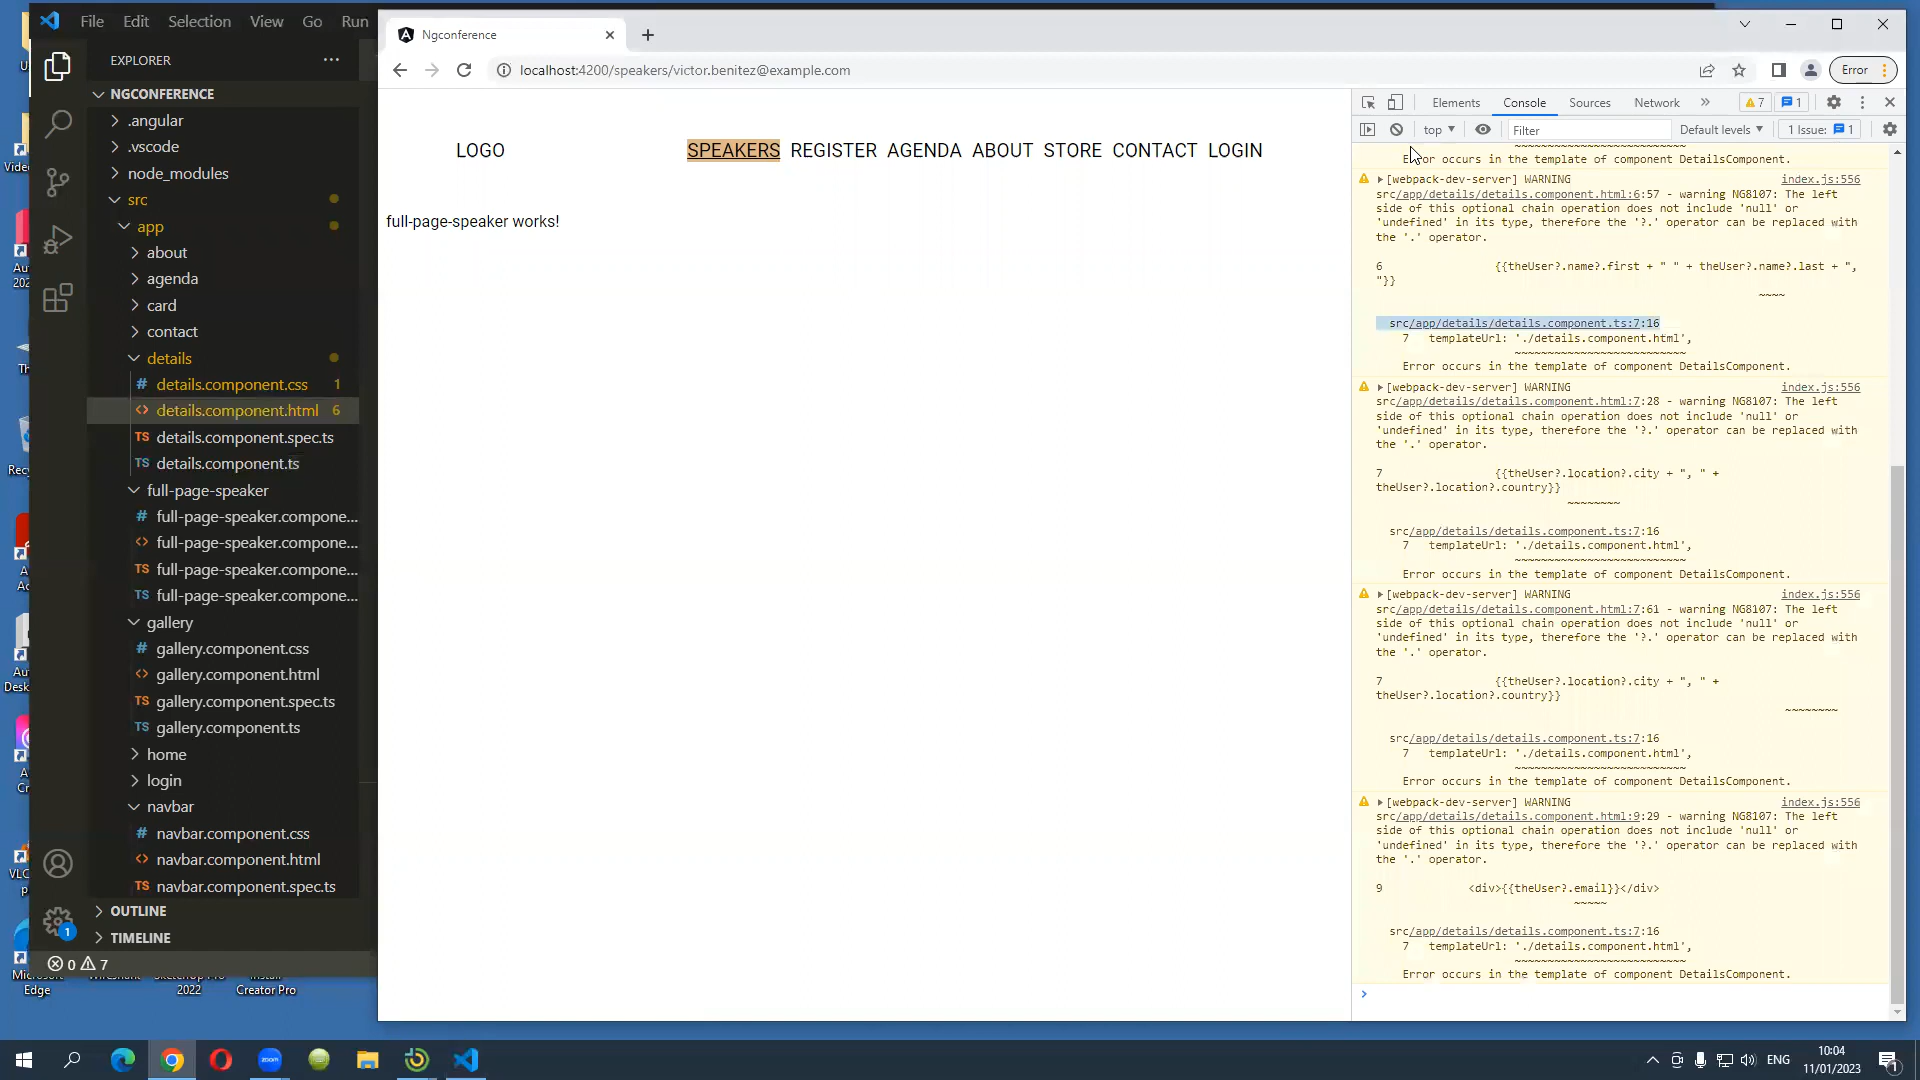 File Edit Selection View Go Run
EXPLORER
NGCONFERENCE
.angular
.vscode
node_modules
src
app
about
agenda
card
contact
details
details.component.css 1
details.component.html 6
details.component.spec.ts
details.component.ts
full-page-speaker
full-page-speaker.compone...
full-page-speaker.compone...
full-page-speaker.compone...
full-page-speaker.compone...
gallery
gallery.component.css
gallery.component.html
gallery.component.spec.ts
gallery.component.ts
home
login
navbar
navbar.component.css
navbar.component.html
navbar.component.spec.ts
OUTLINE
TIMELINE
0 7
1
Edge
2022
Creator Pro
Ngconference
localhost:4200/speakers/victor.benitez@example.com
Error
LOGO
SPEAKERS REGISTER AGENDA ABOUT STORE CONTACT LOGIN
full-page-speaker works!
Elements Console Sources Network 7 1
top Filter Default levels 1 Issue: 1
~~~~~~~~~~~~~~~~~~~~~~~~~~
Error occurs in the template of component DetailsComponent.
[webpack-dev-server] WARNING index.js:556
src/app/details/details.component.html:6:57 - warning NG8107: The left
side of this optional chain operation does not include 'null' or
'undefined' in its type, therefore the '?.' operator can be replaced with
the '.' operator.
6 {{theUser?.name?.first + " " + theUser?.name?.last + ",
"}}
~~~~
src/app/details/details.component.ts:7:16
7 templateUrl: './details.component.html',
~~~~~~~~~~~~~~~~~~~~~~~~~~
Error occurs in the template of component DetailsComponent.
[webpack-dev-server] WARNING index.js:556
src/app/details/details.component.html:7:28 - warning NG8107: The left
side of this optional chain operation does not include 'null' or
'undefined' in its type, therefore the '?.' operator can be replaced with
the '.' operator.
7 {{theUser?.location?.city + ", " +
theUser?.location?.country}}
~~~~~~~~
src/app/details/details.component.ts:7:16
7 templateUrl: './details.component.html',
~~~~~~~~~~~~~~~~~~~~~~~~~~
Error occurs in the template of component DetailsComponent.
[webpack-dev-server] WARNING index.js:556
src/app/details/details.component.html:7:61 - warning NG8107: The left
side of this optional chain operation does not include 'null' or
'undefined' in its type, therefore the '?.' operator can be replaced with
the '.' operator.
7 {{theUser?.location?.city + ", " +
theUser?.location?.country}}
~~~~~~~~
src/app/details/details.component.ts:7:16
7 templateUrl: './details.component.html',
~~~~~~~~~~~~~~~~~~~~~~~~~~
Error occurs in the template of component DetailsComponent.
[webpack-dev-server] WARNING index.js:556
src/app/details/details.component.html:9:29 - warning NG8107: The left
side of this optional chain operation does not include 'null' or
'undefined' in its type, therefore the '?.' operator can be replaced with
the '.' operator.
9 <div>{{theUser?.email}}</div>
~~~~~
src/app/details/details.component.ts:7:16
7 templateUrl: './details.component.html',
~~~~~~~~~~~~~~~~~~~~~~~~~~
Error occurs in the template of component DetailsComponent.
zoom
ENG
10:04
11/01/2023
1